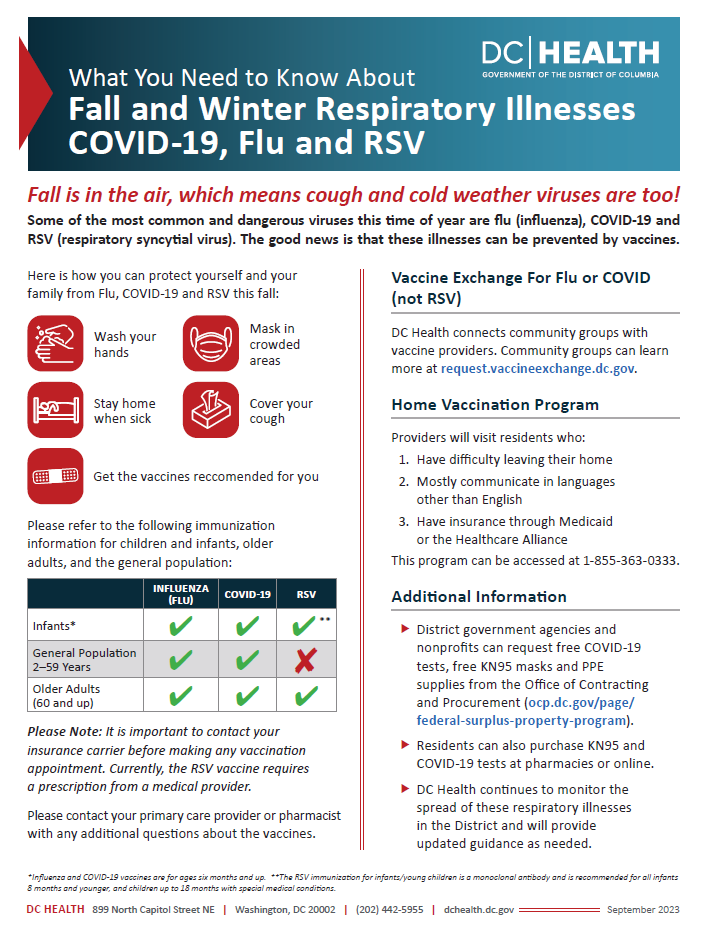 DC HEALTH
GOVERNMENT OF THE DISTRICT OF COLUMBIA
What You Need to Know About
Fall and Winter Respiratory Illnesses
COVID-19, Flu and RSV
Fall is in the air, which means cough and cold weather viruses are too!
Some of the most common and dangerous viruses this time of year are flu (influenza), COVID-19 and
RSV (respiratory syncytial virus). The good news is that these illnesses can be prevented by vaccines.
Here is how you can protect yourself and your
family from Flu, COVID-19 and RSV this fall:
Wash your
hands
Mask in
crowded
areas
Stay home
when sick
Cover your
cough
Get the vaccines reccomended for you
Please refer to the following immunization
information for children and infants, older
adults, and the general population:
INFLUENZA
(FLU)
COVID-19
RSV
Infants*
**
General Population
2–59 Years
Older Adults
(60 and up)
Please Note: It is important to contact your
insurance carrier before making any vaccination
appointment. Currently, the RSV vaccine requires
a prescription from a medical provider.
Please contact your primary care provider or pharmacist
with any additional questions about the vaccines.
Vaccine Exchange For Flu or COVID
(not RSV)
DC Health connects community groups with
vaccine providers. Community groups can learn
more at request.vaccineexchange.dc.gov.
Home Vaccination Program
Providers will visit residents who:
1. Have difficulty leaving their home
2. Mostly communicate in languages
other than English
3. Have insurance through Medicaid
or the Healthcare Alliance
This program can be accessed at 1-855-363-0333.
Additional Information
District government agencies and
nonprofits can request free COVID-19
tests, free KN95 masks and PPE
supplies from the Office of Contracting
and Procurement (ocp.dc.gov/page/
federal-surplus-property-program).
Residents can also purchase KN95 and
COVID-19 tests at pharmacies or online.
DC Health continues to monitor the
spread of these respiratory illnesses
in the District and will provide
updated guidance as needed.
*Influenza and COVID-19 vaccines are for ages six months and up. **The RSV immunization for infants/young children is a monoclonal antibody and is recommended for all infants
8 months and younger, and children up to 18 months with special medical conditions.
DC HEALTH 899 North Capitol Street NE | Washington, DC 20002 | (202) 442-5955 | dchealth.dc.gov September 2023